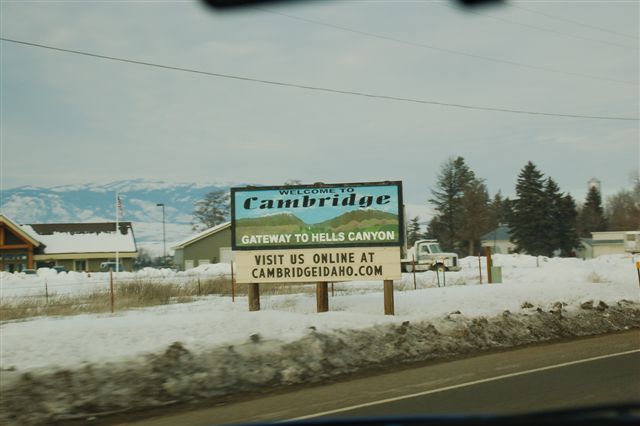 WELCOME TO
Cambridge
GATEWAY TO HELLS CANYON
VISIT US ONLINE AT
CAMBRIDGEIDAHO.COM